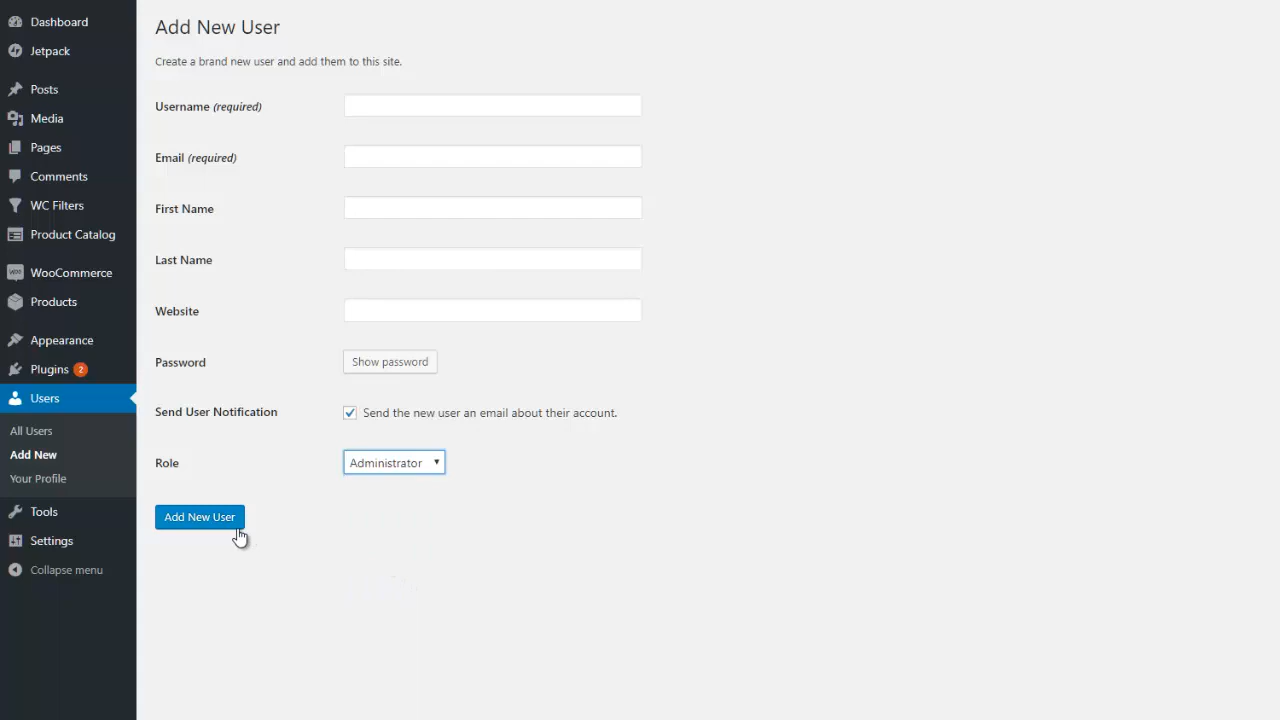 Dashboard
Jetpack
Posts
Media
Pages
Comments
WC Filters
Product Catalog
WooCommerce
Products
Appearance
Plugins 2
Users
All Users
Add New
Your Profile
Tools
Settings
Collapse menu
Add New User
Create a brand new user and add them to this site.
Username (required)
Email (required)
First Name
Last Name
Website
Password Show password
Send User Notification Send the new user an email about their account.
Role Administrator
Add New User